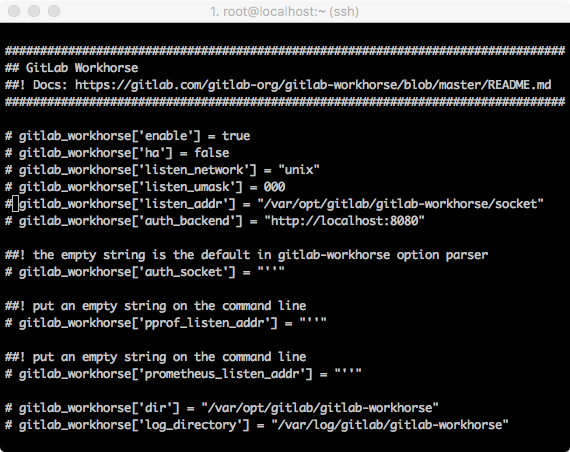 1. root@localhost:~ (ssh)
################################################################################
## GitLab Workhorse
##! Docs: https://gitlab.com/gitlab-org/gitlab-workhorse/blob/master/README.md
################################################################################
# gitlab_workhorse['enable'] = true
# gitlab_workhorse['ha'] = false
# gitlab_workhorse['listen_network'] = "unix"
# gitlab_workhorse['listen_umask'] = 000
# gitlab_workhorse['listen_addr'] = "/var/opt/gitlab/gitlab-workhorse/socket"
# gitlab_workhorse['auth_backend'] = "http://localhost:8080"
##! the empty string is the default in gitlab-workhorse option parser
# gitlab_workhorse['auth_socket'] = "''"
##! put an empty string on the command line
# gitlab_workhorse['pprof_listen_addr'] = "''"
##! put an empty string on the command line
# gitlab_workhorse['prometheus_listen_addr'] = "''"
# gitlab_workhorse['dir'] = "/var/opt/gitlab/gitlab-workhorse"
# gitlab_workhorse['log_directory'] = "/var/log/gitlab/gitlab-workhorse"